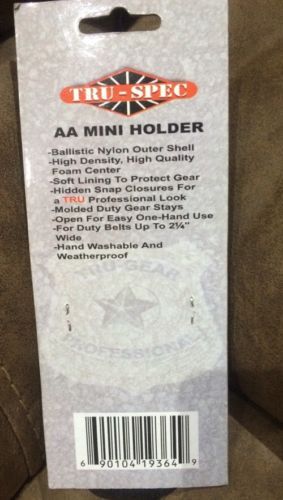 TRU-SPEC
AA MINI HOLDER
-Ballistic Nylon Outer Shell
-High Density, High Quality
Foam Center
-Soft Lining To Protect Gear
-Hidden Snap Closures For
a TRU Professional Look
-Molded Duty Gear Stays
-Open For Easy One-Hand Use
-For Duty Belts Up To 2¼"
Wide
-Hand Washable And
Weatherproof
PROFESSIONAL
6 90104 19364 9